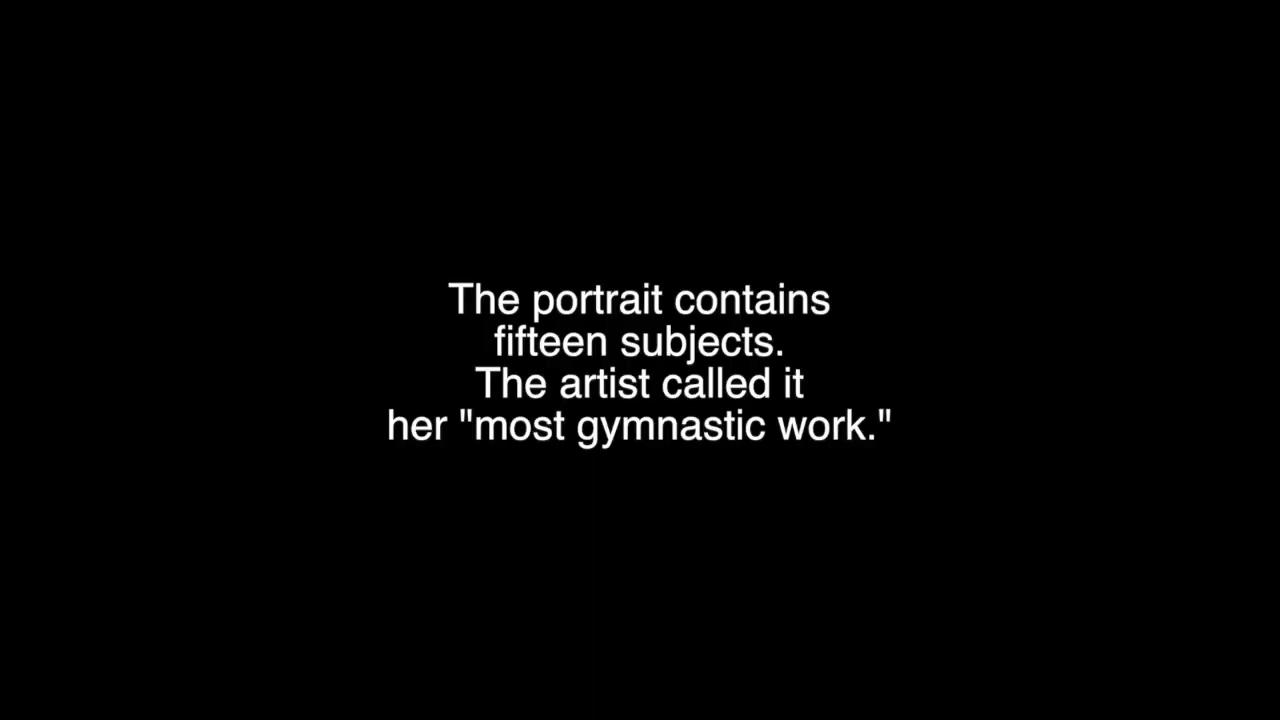 The portrait contains
fifteen subjects.
The artist called it
her "most gymnastic work."